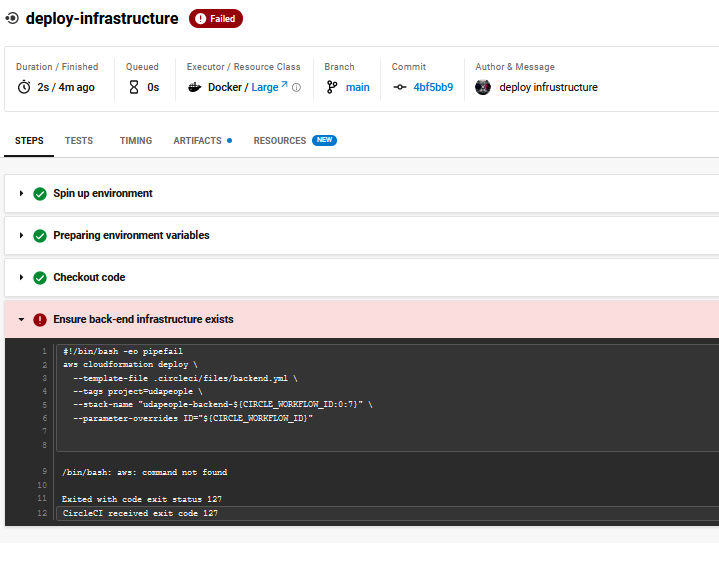 deploy-infrastructure Failed
Duration / Finished Queued Executor / Resource Class Branch Commit Author & Message
2s / 4m ago 0s Docker / Large main 4bf5bb9 deploy infrustructure
STEPS TESTS TIMING ARTIFACTS RESOURCES NEW
Spin up environment
Preparing environment variables
Checkout code
Ensure back-end infrastructure exists
1 #!/bin/bash -eo pipefail
2 aws cloudformation deploy \
3 --template-file .circleci/files/backend.yml \
4 --tags project=udapeople \
5 --stack-name "udapeople-backend-${CIRCLE_WORKFLOW_ID:0:7}" \
6 --parameter-overrides ID="${CIRCLE_WORKFLOW_ID}"
7
8
9 /bin/bash: aws: command not found
10
11 Exited with code exit status 127
12 CircleCI received exit code 127